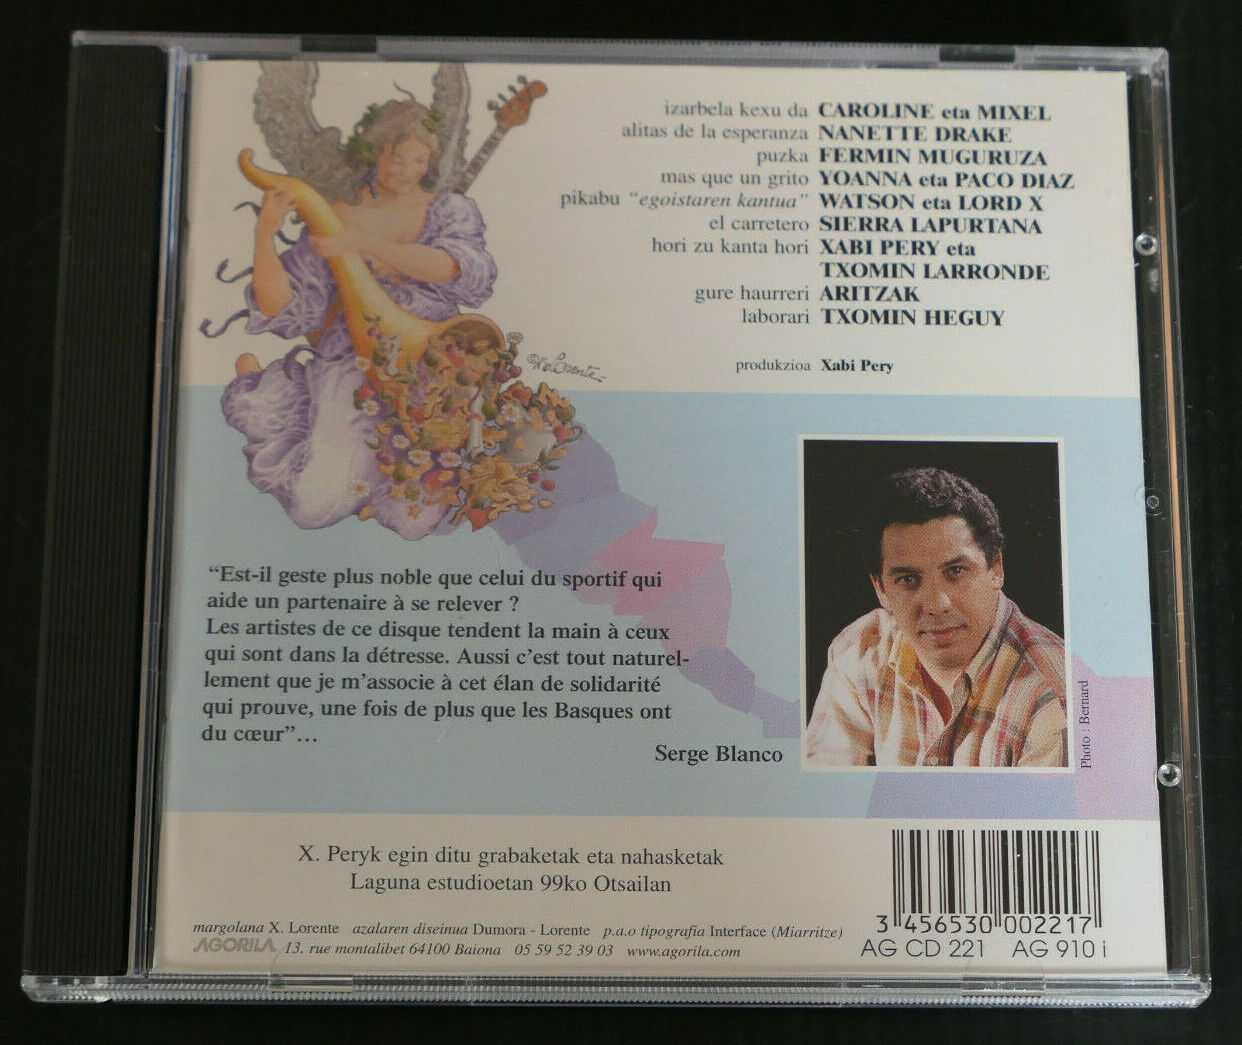 izarbela kexu da CAROLINE eta MIXEL
alitas de la esperanza NANETTE DRAKE
puzka FERMIN MUGURUZA
mas que un grito YOANNA eta PACO DIAZ
pikabu "egoistaren kantua" WATSON eta LORD X
el carretero SIERRA LAPURTANA
hori zu kanta hori XABI PERY eta
TXOMIN LARRONDE
gure haurreri ARITZAK
laborari TXOMIN HEGUY
produkzioa Xabi Pery
X. Lorente
“Est-il geste plus noble que celui du sportif qui
aide un partenaire à se relever ?
Les artistes de ce disque tendent la main à ceux
qui sont dans la détresse. Aussi c’est tout naturel-
lement que je m’associe à cet élan de solidarité
qui prouve, une fois de plus que les Basques ont
du cœur”...
Serge Blanco
Photo : Bernard
X. Peryk egin ditu grabaketak eta nahasketak
Laguna estudioetan 99ko Otsailan
margolana X. Lorente azalaren diseinua Dumora - Lorente p.a.o tipografia Interface (Miarritze)
AGORILA 13. rue montalibet 64100 Baiona 05 59 52 39 03 www.agorila.com
3 456530 002217
AG CD 221 AG 910 i